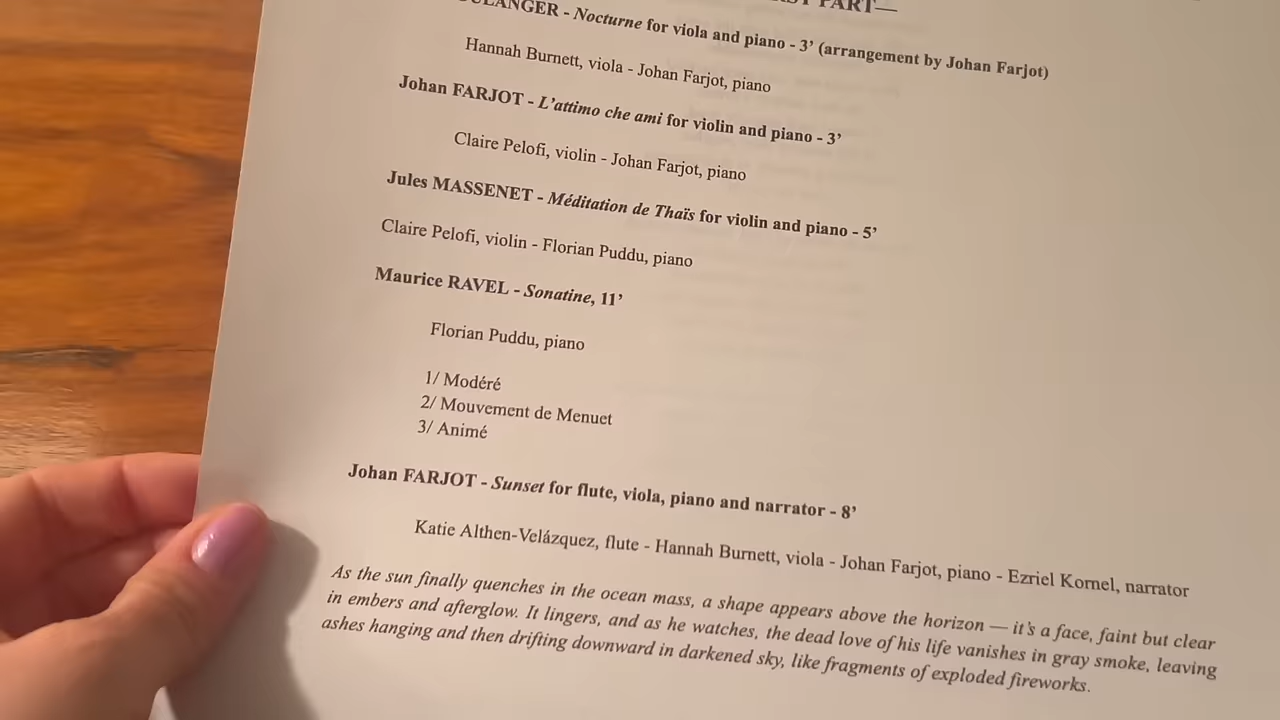 PART—
- Nocturne for viola and piano - 3’ (arrangement by Johan Farjot)
Hannah Burnett, viola - Johan Farjot, piano
Johan FARJOT - L’attimo che ami for violin and piano - 3’
Claire Pelofi, violin - Johan Farjot, piano
Jules MASSENET - Méditation de Thaïs for violin and piano - 5’
Claire Pelofi, violin - Florian Puddu, piano
Maurice RAVEL - Sonatine, 11’
Florian Puddu, piano
1/ Modéré
2/ Mouvement de Menuet
3/ Animé
Johan FARJOT - Sunset for flute, viola, piano and narrator - 8’
Katie Althen-Velázquez, flute - Hannah Burnett, viola - Johan Farjot, piano - Ezriel Kornel, narrator
As the sun finally quenches in the ocean mass, a shape appears above the horizon — it’s a face, faint but clear
in embers and afterglow. It lingers, and as he watches, the dead love of his life vanishes in gray smoke, leaving
ashes hanging and then drifting downward in darkened sky, like fragments of exploded fireworks.